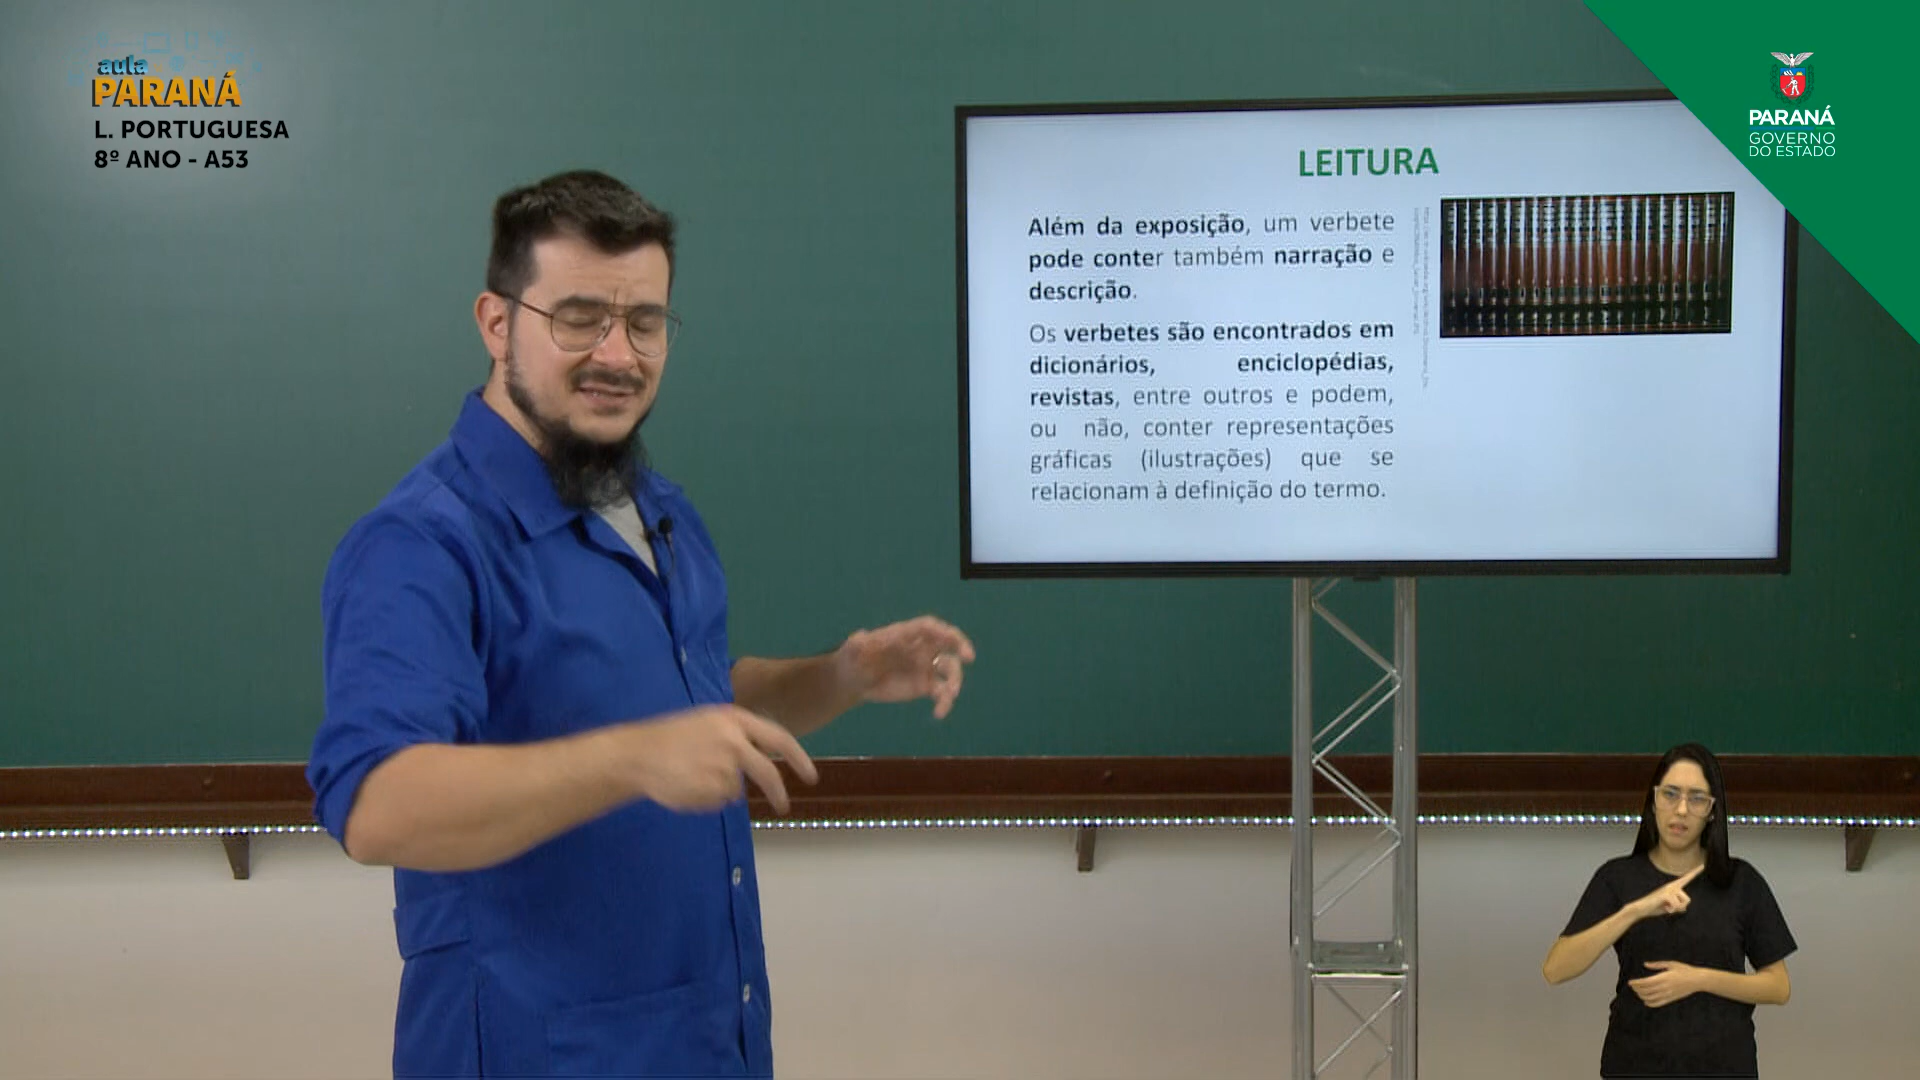 aula
PARANÁ
L. PORTUGUESA
8º ANO - A53
PARANÁ
GOVERNO
DO ESTADO
LEITURA
Além da exposição, um verbete
pode conter também narração e
descrição.
Os verbetes são encontrados em
dicionários, enciclopédias,
revistas, entre outros e podem,
ou não, conter representações
gráficas (ilustrações) que se
relacionam à definição do termo.